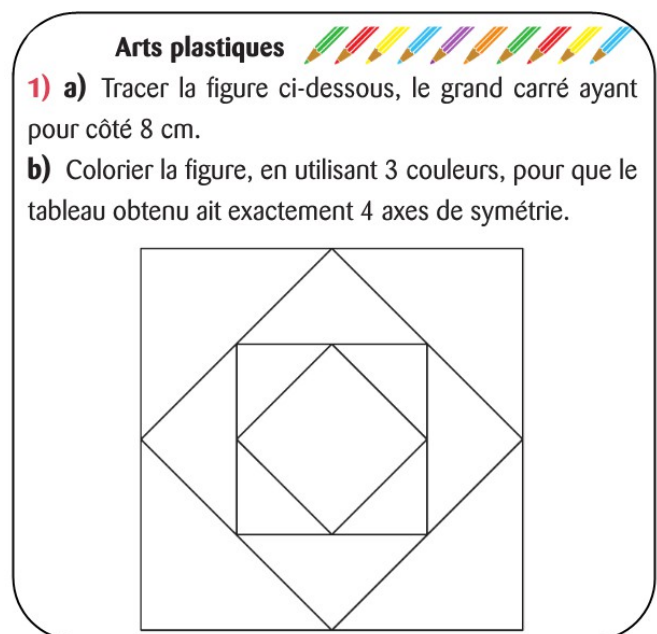 Arts plastiques
1) a) Tracer la figure ci-dessous, le grand carré ayant
pour côté 8 cm.
b) Colorier la figure, en utilisant 3 couleurs, pour que le
tableau obtenu ait exactement 4 axes de symétrie.